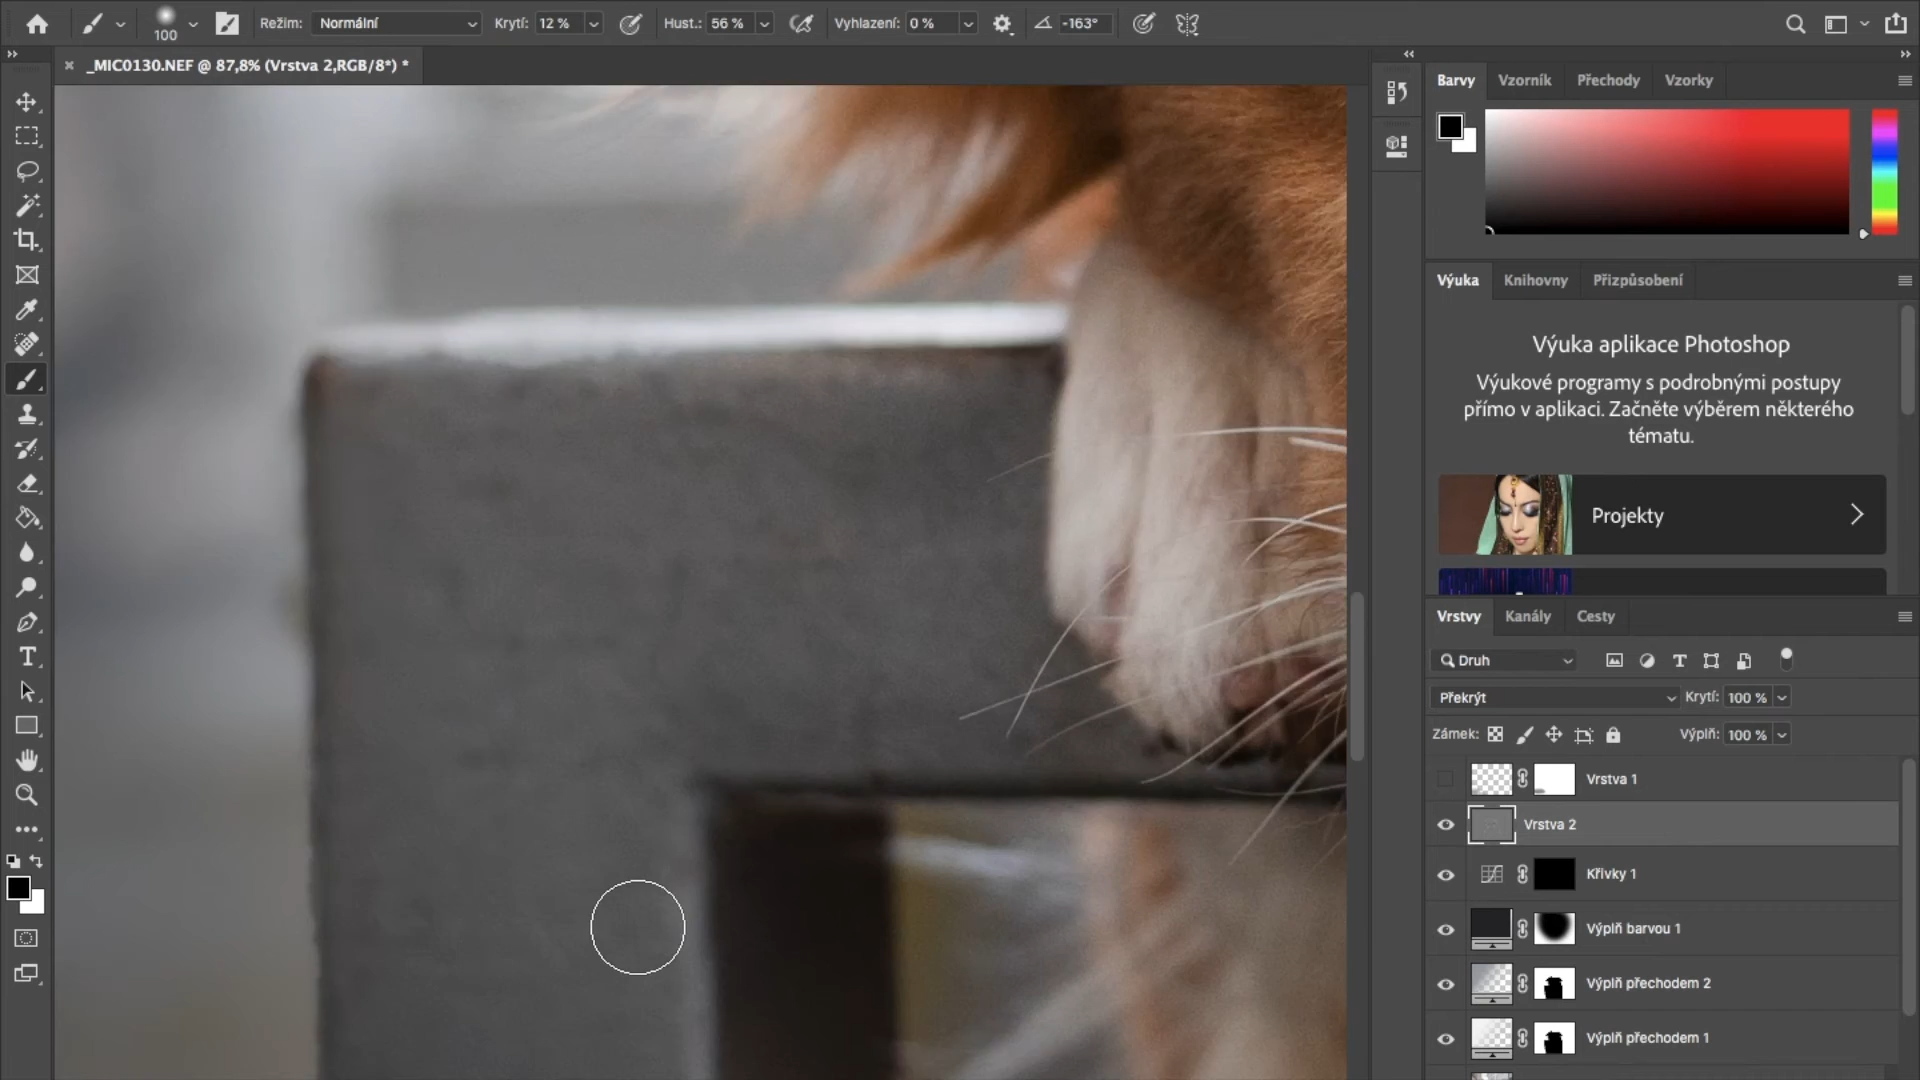 100
Režim:
Normální
Krytí:
12 %
Hust.:
56 %
Vyhlazení:
0 %
-163°
_MIC0130.NEF @ 87,8% (Vrstva 2,RGB/8*) *
Barvy
Vzorník
Přechody
Vzorky
Výuka
Knihovny
Přizpůsobení
Výuka aplikace Photoshop
Výukové programy s podrobnými postupy
přímo v aplikaci. Začněte výběrem některého
tématu.
Projekty
Vrstvy
Kanály
Cesty
Druh
Překrýt
Krytí:
100 %
Zámek:
Výplň:
100 %
Vrstva 1
Vrstva 2
Křivky 1
Výplň barvou 1
Výplň přechodem 2
Výplň přechodem 1